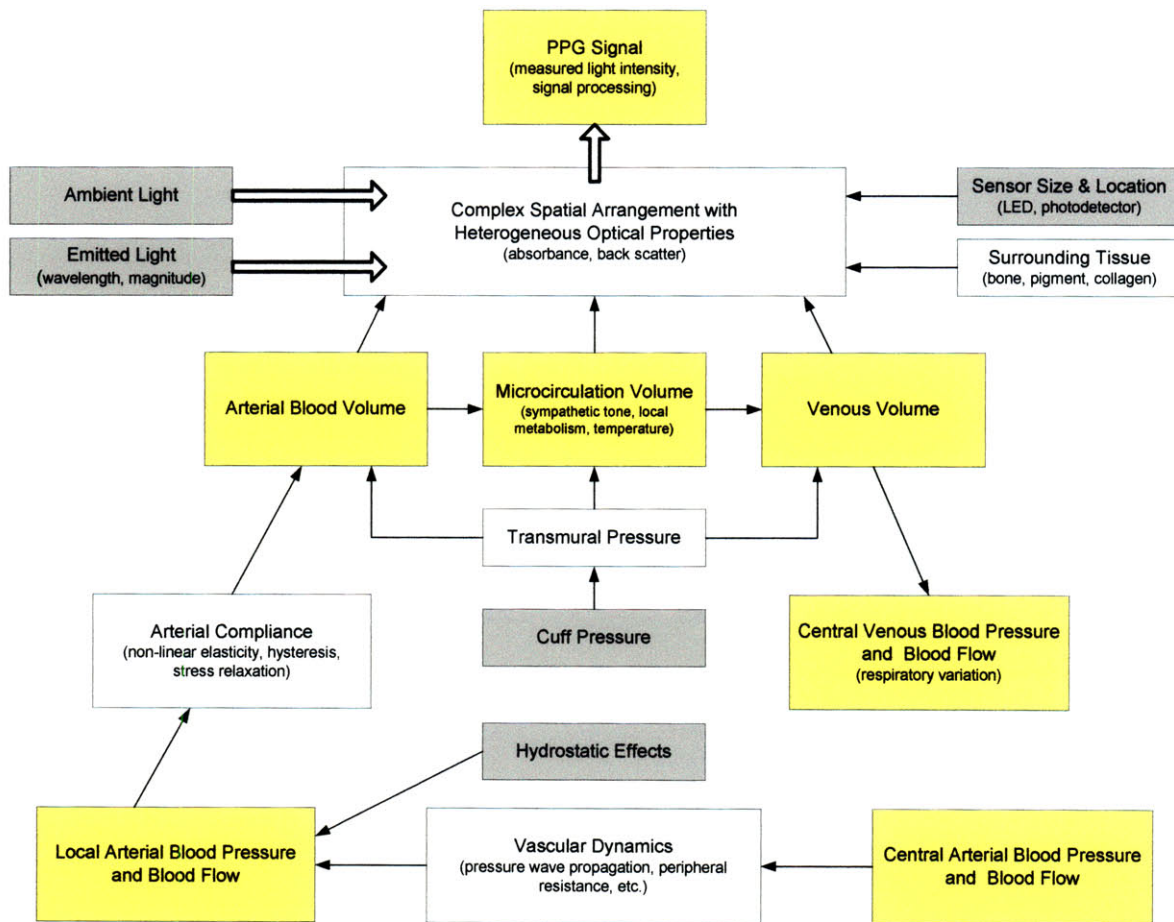 PPG Signal
(measured light intensity,
signal processing)
Ambient Light
Emitted Light
(wavelength, magnitude)
Complex Spatial Arrangement with
Heterogeneous Optical Properties
(absorbance, back scatter)
Sensor Size & Location
(LED, photodetector)
Surrounding Tissue
(bone, pigment, collagen)
Arterial Blood Volume
Microcirculation Volume
(sympathetic tone, local
metabolism, temperature)
Venous Volume
Transmural Pressure
Arterial Compliance
(non-linear elasticity, hysteresis,
stress relaxation)
Cuff Pressure
Central Venous Blood Pressure
and Blood Flow
(respiratory variation)
Hydrostatic Effects
Local Arterial Blood Pressure
and Blood Flow
Vascular Dynamics
(pressure wave propagation, peripheral
resistance, etc.)
Central Arterial Blood Pressure
and Blood Flow